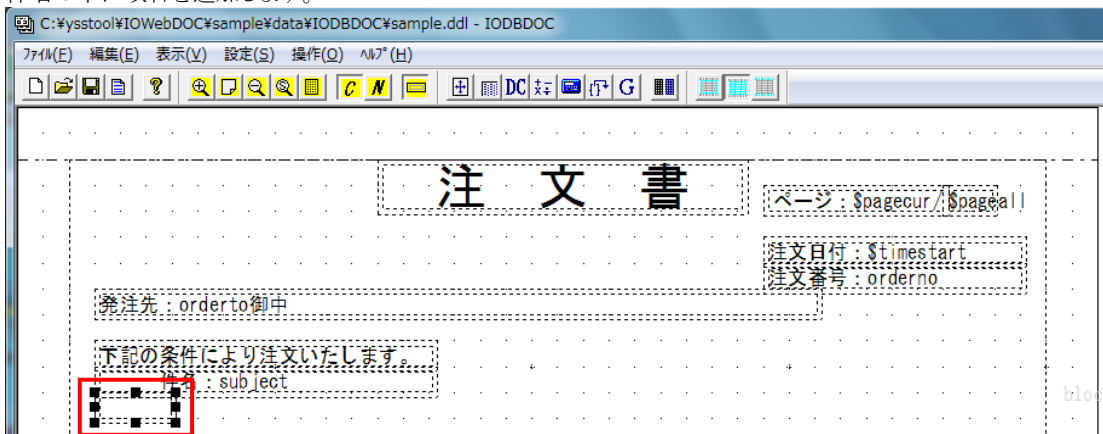 C:¥ysstool¥IOWebDOC¥sample¥data¥IODBDOC¥sample.ddl - IODBDOC
ﾌｧｲﾙ(F) 編集(E) 表示(V) 設定(S) 操作(O) ﾍﾙﾌﾟ(H)
C N DC G
注 文 書
ページ：$pagecur/$pageall
注文日付：$timestart
注文番号：orderno
発注先：orderto御中
下記の条件により注文いたします。
件名：subject
bloc